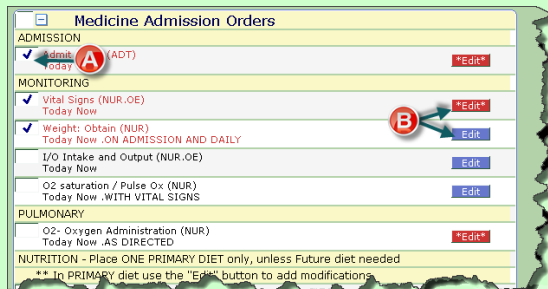 Medicine Admission Orders
ADMISSION
Admit (ADT)
Today
*Edit*
A
MONITORING
Vital Signs (NUR.OE)
Today Now
*Edit*
B
Weight: Obtain (NUR)
Today Now .ON ADMISSION AND DAILY
Edit
I/O Intake and Output (NUR.OE)
Today Now
Edit
O2 saturation / Pulse Ox (NUR)
Today Now .WITH VITAL SIGNS
Edit
PULMONARY
O2- Oxygen Administration (NUR)
Today Now .AS DIRECTED
*Edit*
NUTRITION - Place ONE PRIMARY DIET only, unless Future diet needed
** In PRIMARY diet use the "Edit" button to add modifications